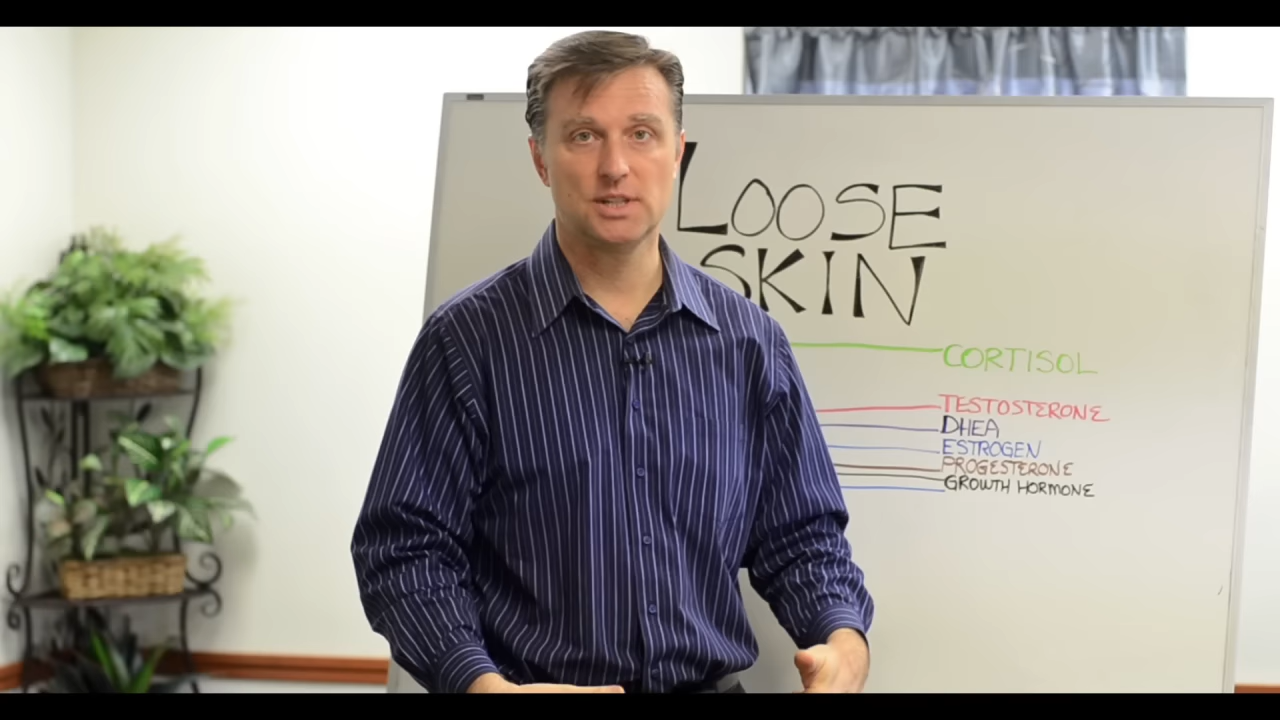 LOOSE
SKIN
CORTISOL
TESTOSTERONE
DHEA
ESTROGEN
PROGESTERONE
GROWTH HORMONE